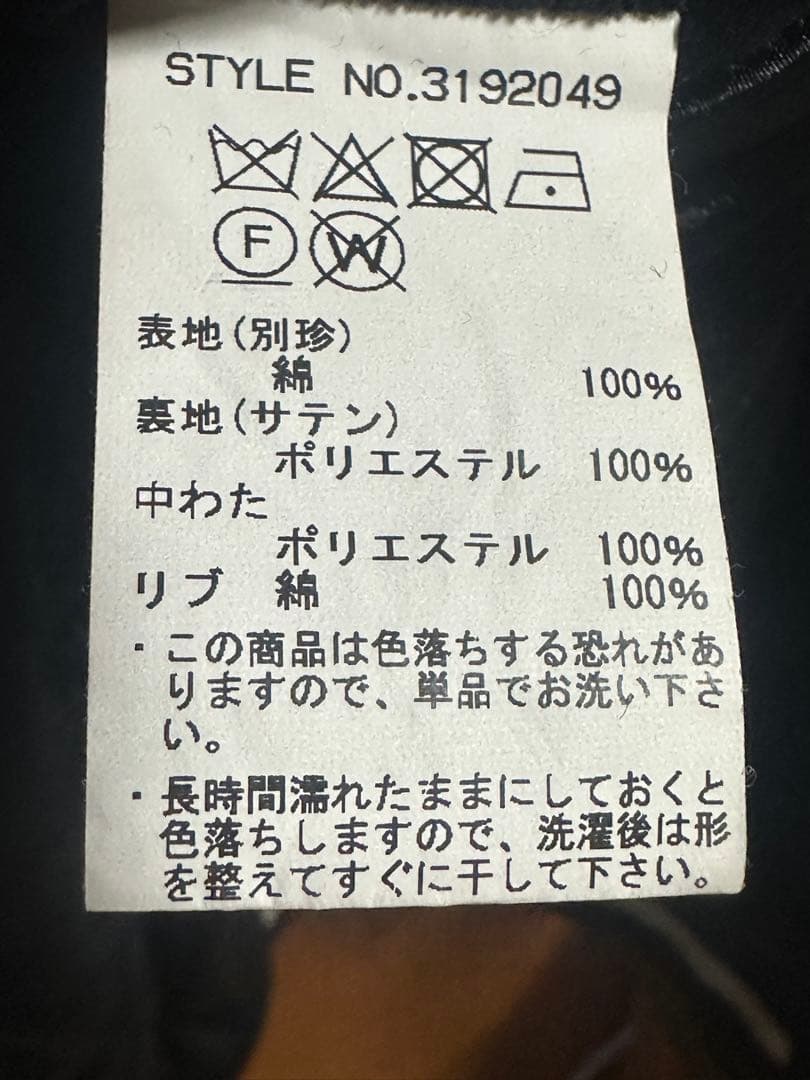 STYLE NO.3192049
F W
表地(別珍)
綿 100%
裏地(サテン)
ポリエステル 100%
中わた
ポリエステル 100%
リブ 綿 100%
・この商品は色落ちする恐れがあ
りますので、単品でお洗い下さ
い。
・長時間濡れたままにしておくと
色落ちしますので、洗濯後は形
を整えてすぐに干して下さい。